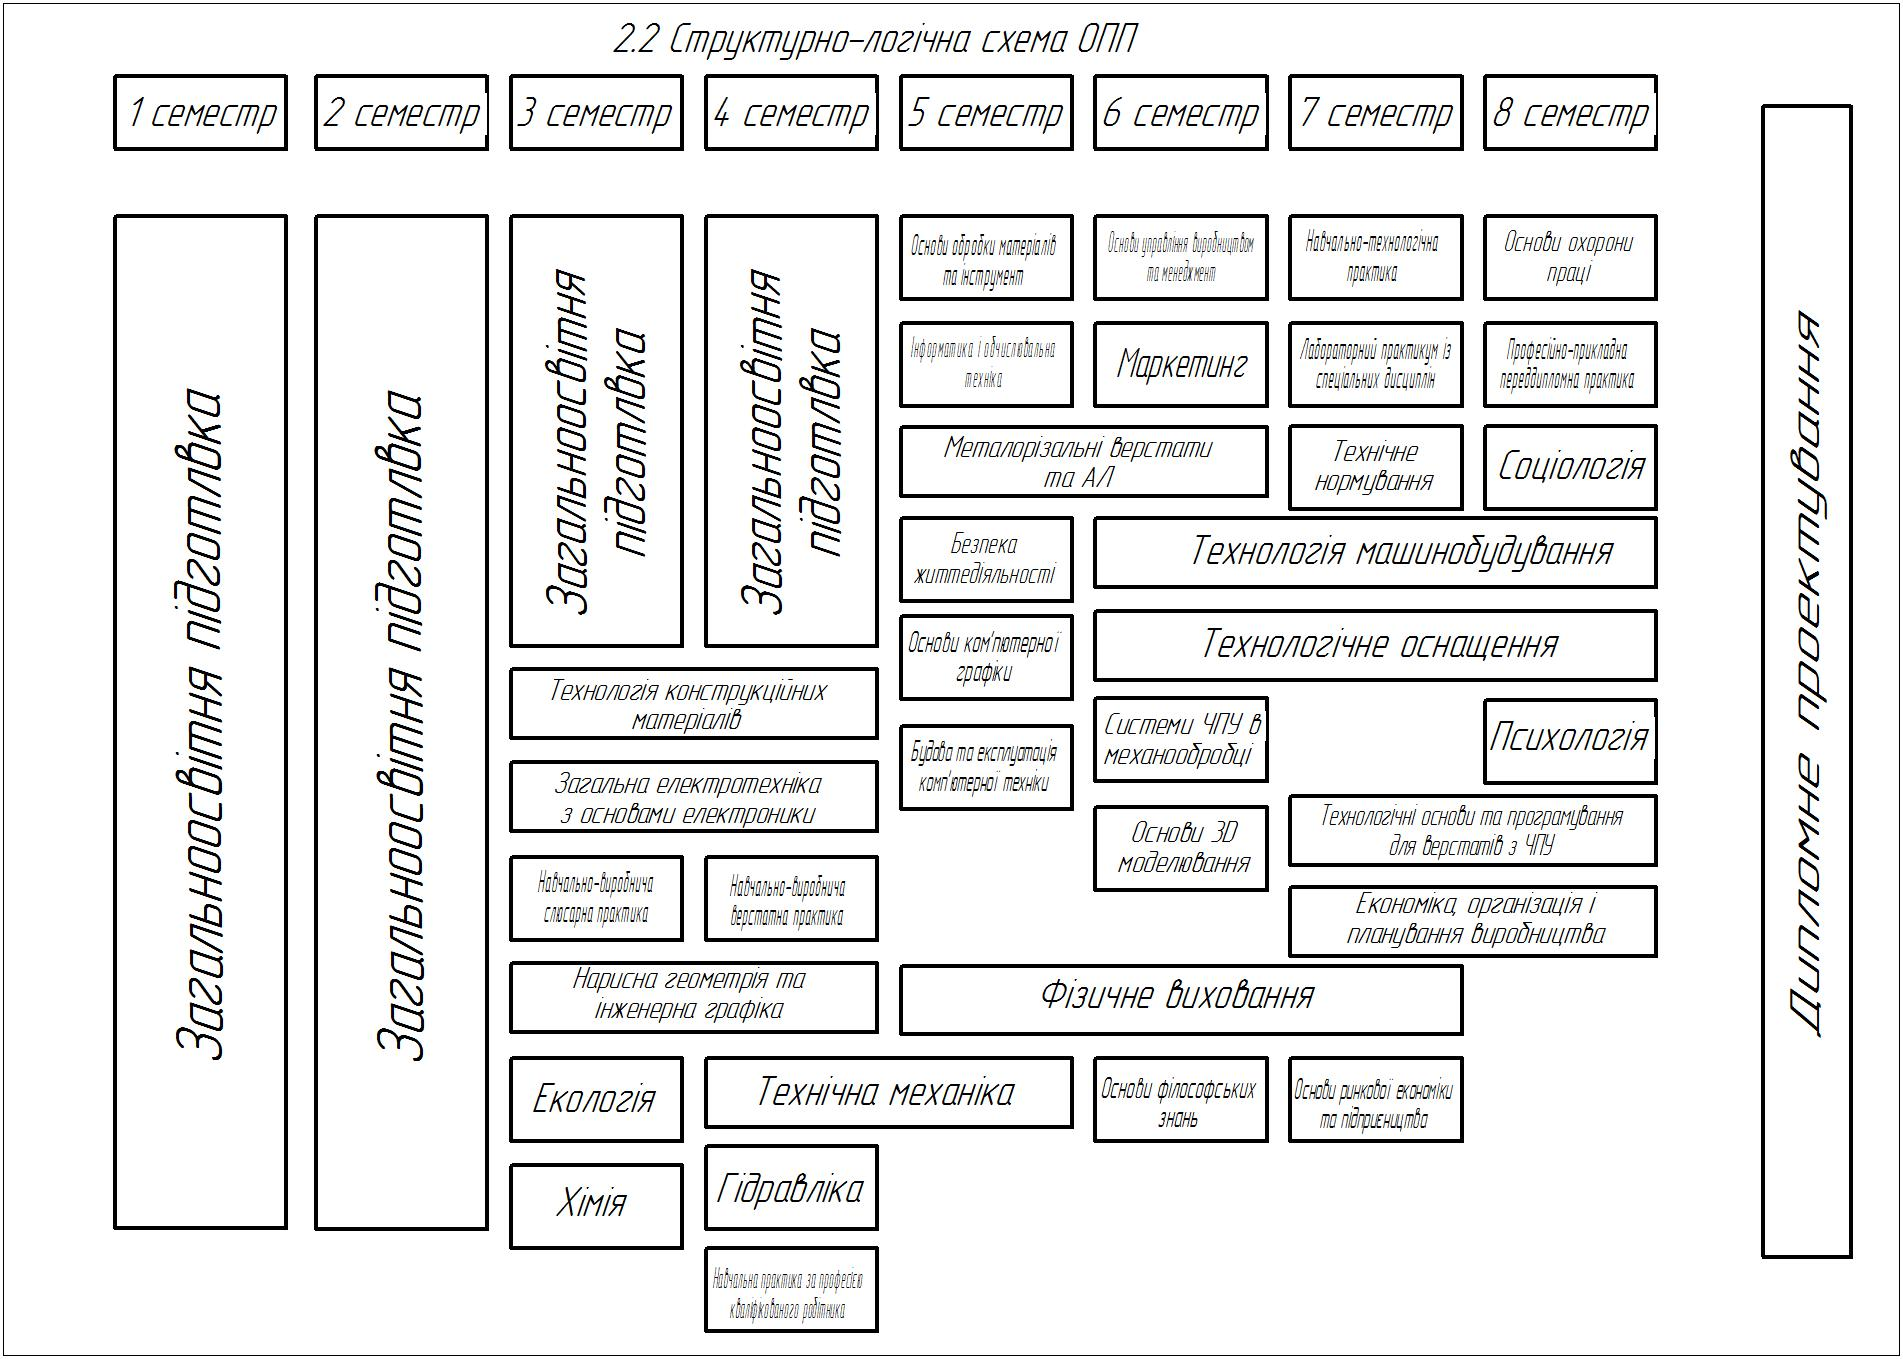 2.2 Структурно-логічна схема ОПП
1 семестр
2 семестр
3 семестр
4 семестр
5 семестр
6 семестр
7 семестр
8 семестр
Загальноосвітня підготлвка
Загальноосвітня підготлвка
Загальноосвітня
підготлвка
Загальноосвітня
підготлвка
Основи обробки матеріалів
та інструмент
Основи управління виробництвом
та менеджмент
Навчально-технологічна
практика
Основи охорони
праці
Інформатика і обчислювальна
техніка
Маркетинг
Лабораторний практикум із
спеціальних дисциплін
Професійно-прикладна
переддипломна практика
Металорізальні верстати
та АЛ
Технічне
нормування
Соціологія
Безпека
життєдіяльності
Технологія машинобудування
Основи ком'ютерної
графіки
Технологічне оснащення
Технологія конструкційних
матеріалів
Системи ЧПУ в
механообробці
Психологія
Будова та експлуатація
комп'ютерної техніки
Загальна електротехніка
з основами електроники
Основи 3D
моделювання
Технологічні основи та програмування
для верстатів з ЧПУ
Навчально-виробнича
слюсарна практика
Навчально-виробнича
верстатна практика
Економіка, організація і
планування виробництва
Нарисна геометрія та
інженерна графіка
Фізичне виховання
Екологія
Технічна механіка
Основи філософських
знань
Основи ринкової економіки
та підприєництва
Хімія
Гідравліка
Навчальна практика за професією
кваліфікованого робітника
Дипломне проектування